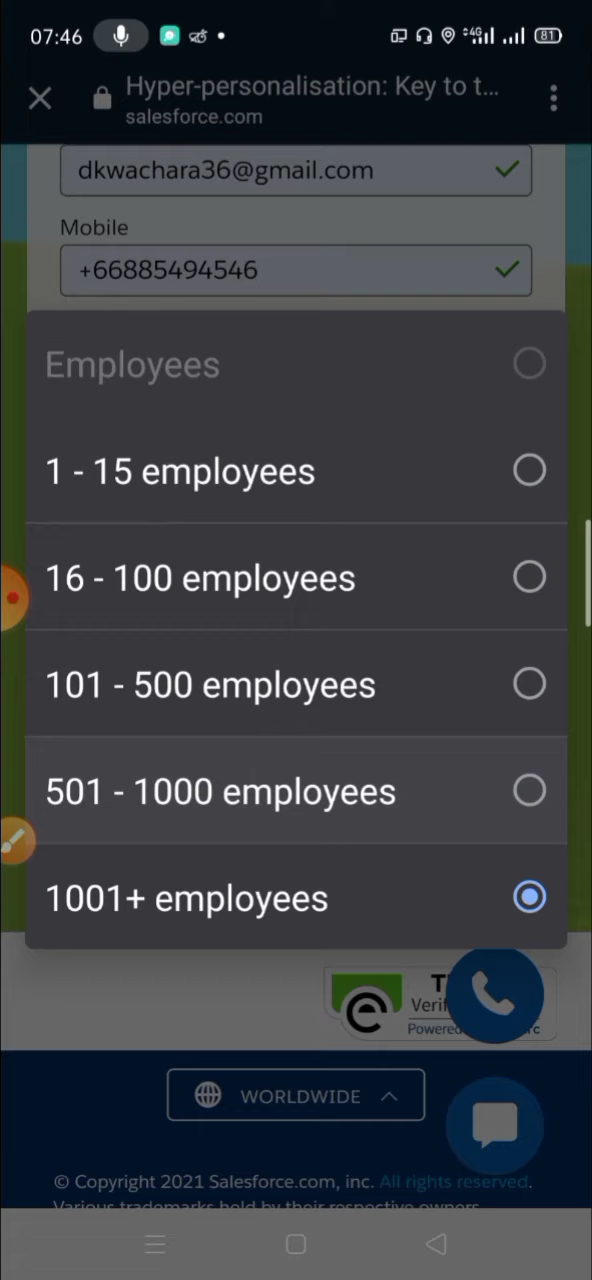 07:46
4G
81
Hyper-personalisation: Key to t...
salesforce.com
dkwachara36@gmail.com
Mobile
+66885494546
Employees
1 - 15 employees
16 - 100 employees
101 - 500 employees
501 - 1000 employees
1001+ employees
Powered
WORLDWIDE
© Copyright 2021 Salesforce.com, inc. All rights reserved.
Various trademarks held by their respective owners.